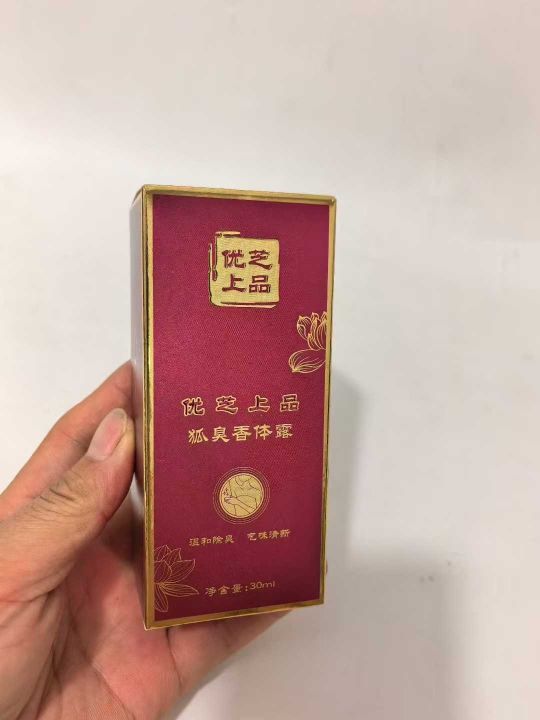 优芝
上品
优芝上品
狐臭香体露
温和除臭 气味清新
净含量:30ml